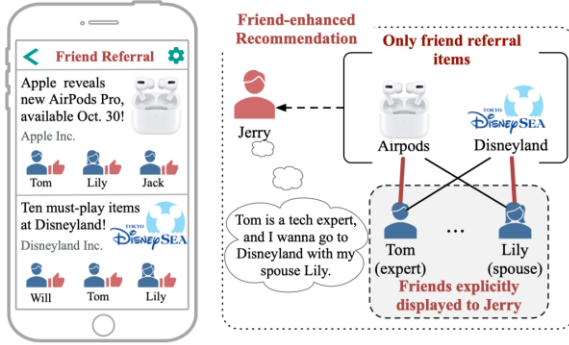 Friend Referral
Apple reveals
new AirPods Pro,
available Oct. 30!
Apple Inc.
Tom Lily Jack
Ten must-play items
at Disneyland!
TOKYO
DisneySEA
Disneyland Inc.
Will Tom Lily
Friend-enhanced
Recommendation
Only friend referral
items
Jerry
TOKYO
DisneySEA
Airpods Disneyland
Tom is a tech expert,
and I wanna go to
Disneyland with my
spouse Lily.
...
Tom Lily
(expert) (spouse)
Friends explicitly
displayed to Jerry